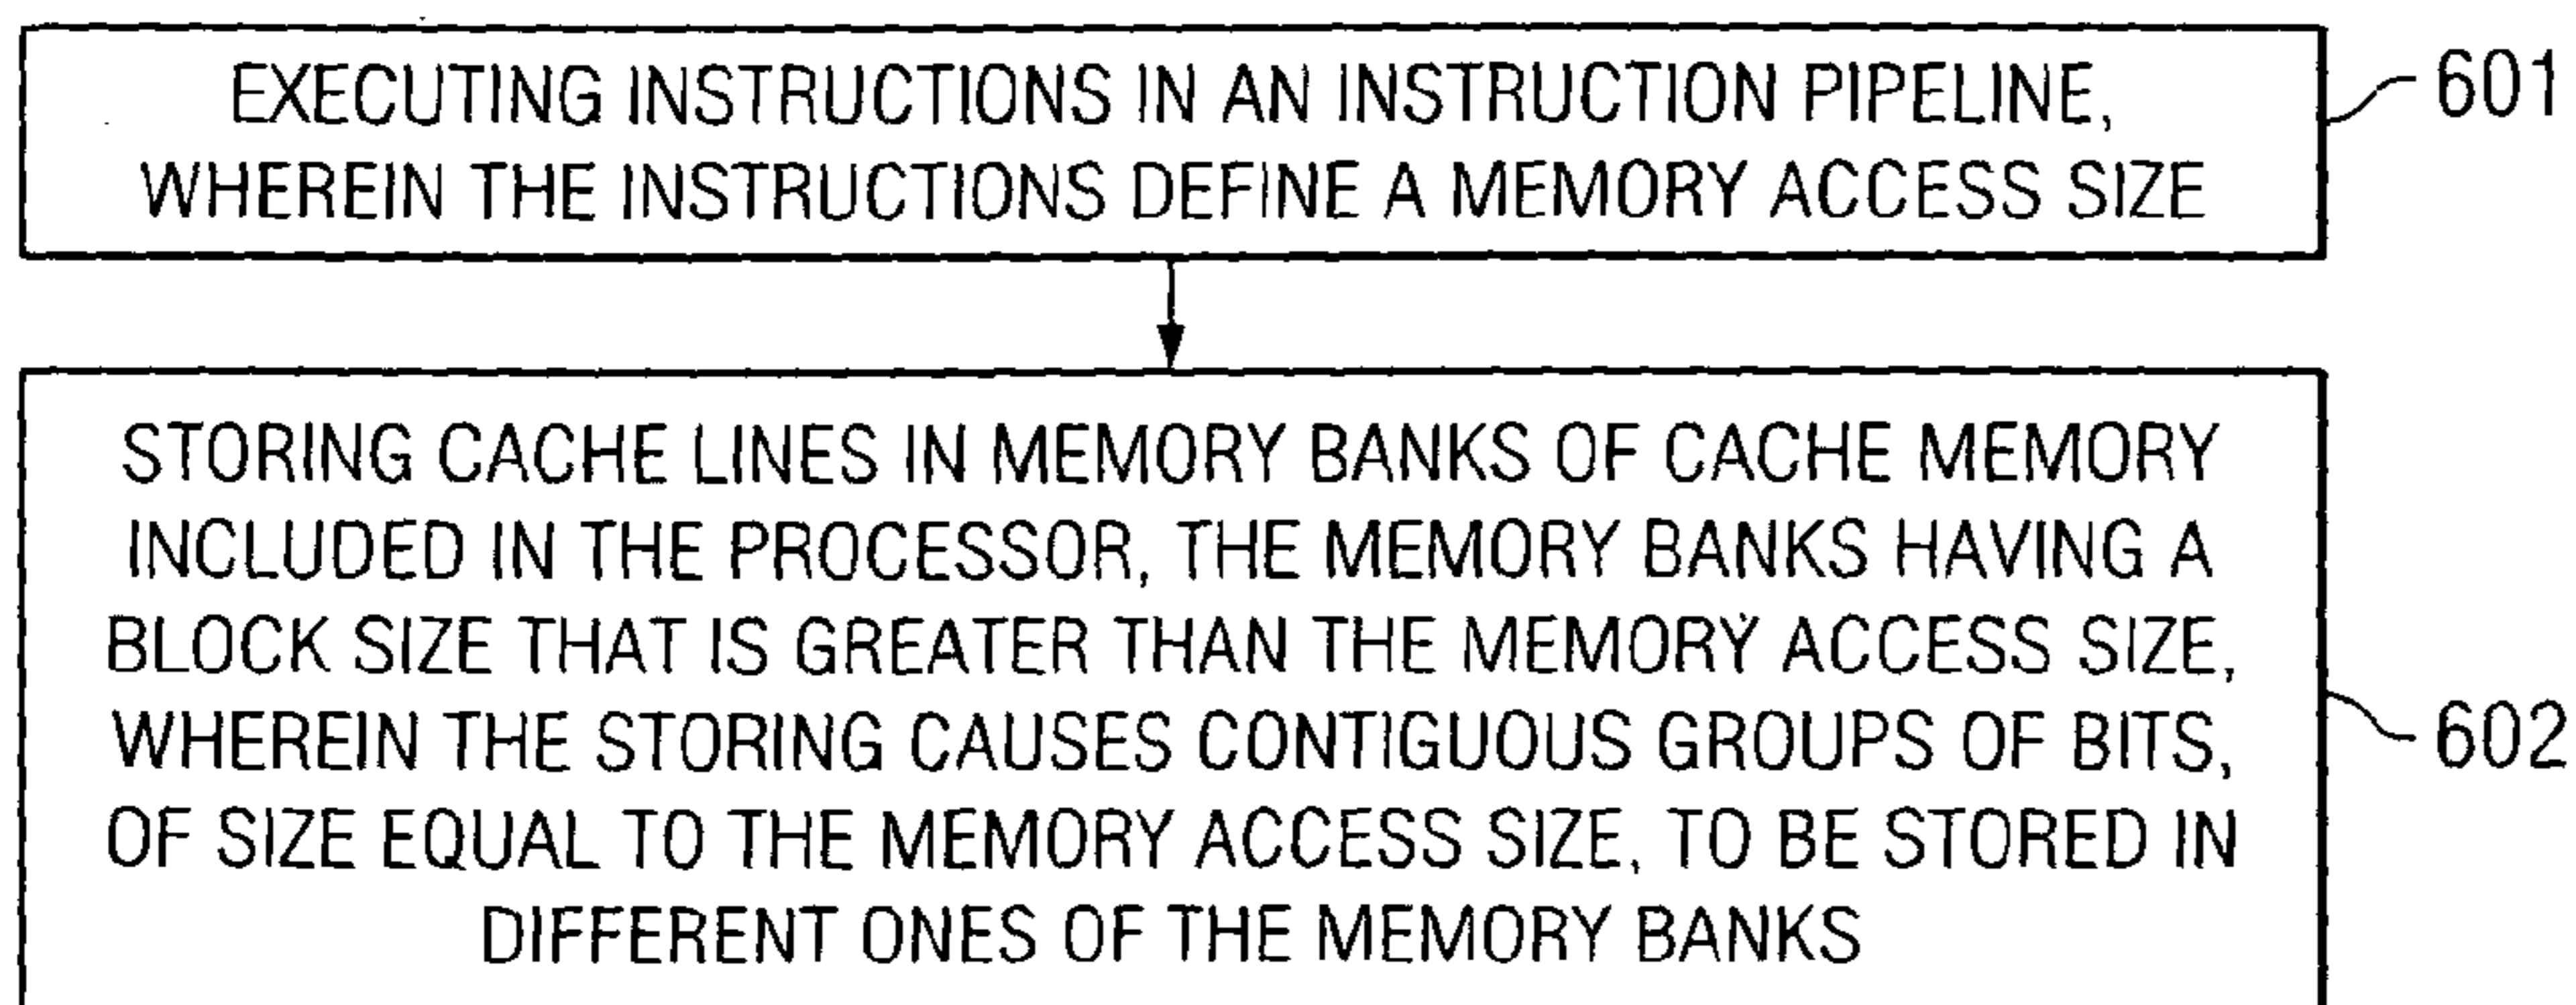 EXECUTING INSTRUCTIONS IN AN INSTRUCTION PIPELINE,
WHEREIN THE INSTRUCTIONS DEFINE A MEMORY ACCESS SIZE
601
STORING CACHE LINES IN MEMORY BANKS OF CACHE MEMORY
INCLUDED IN THE PROCESSOR, THE MEMORY BANKS HAVING A
BLOCK SIZE THAT IS GREATER THAN THE MEMORY ACCESS SIZE,
WHEREIN THE STORING CAUSES CONTIGUOUS GROUPS OF BITS,
OF SIZE EQUAL TO THE MEMORY ACCESS SIZE, TO BE STORED IN
DIFFERENT ONES OF THE MEMORY BANKS
602